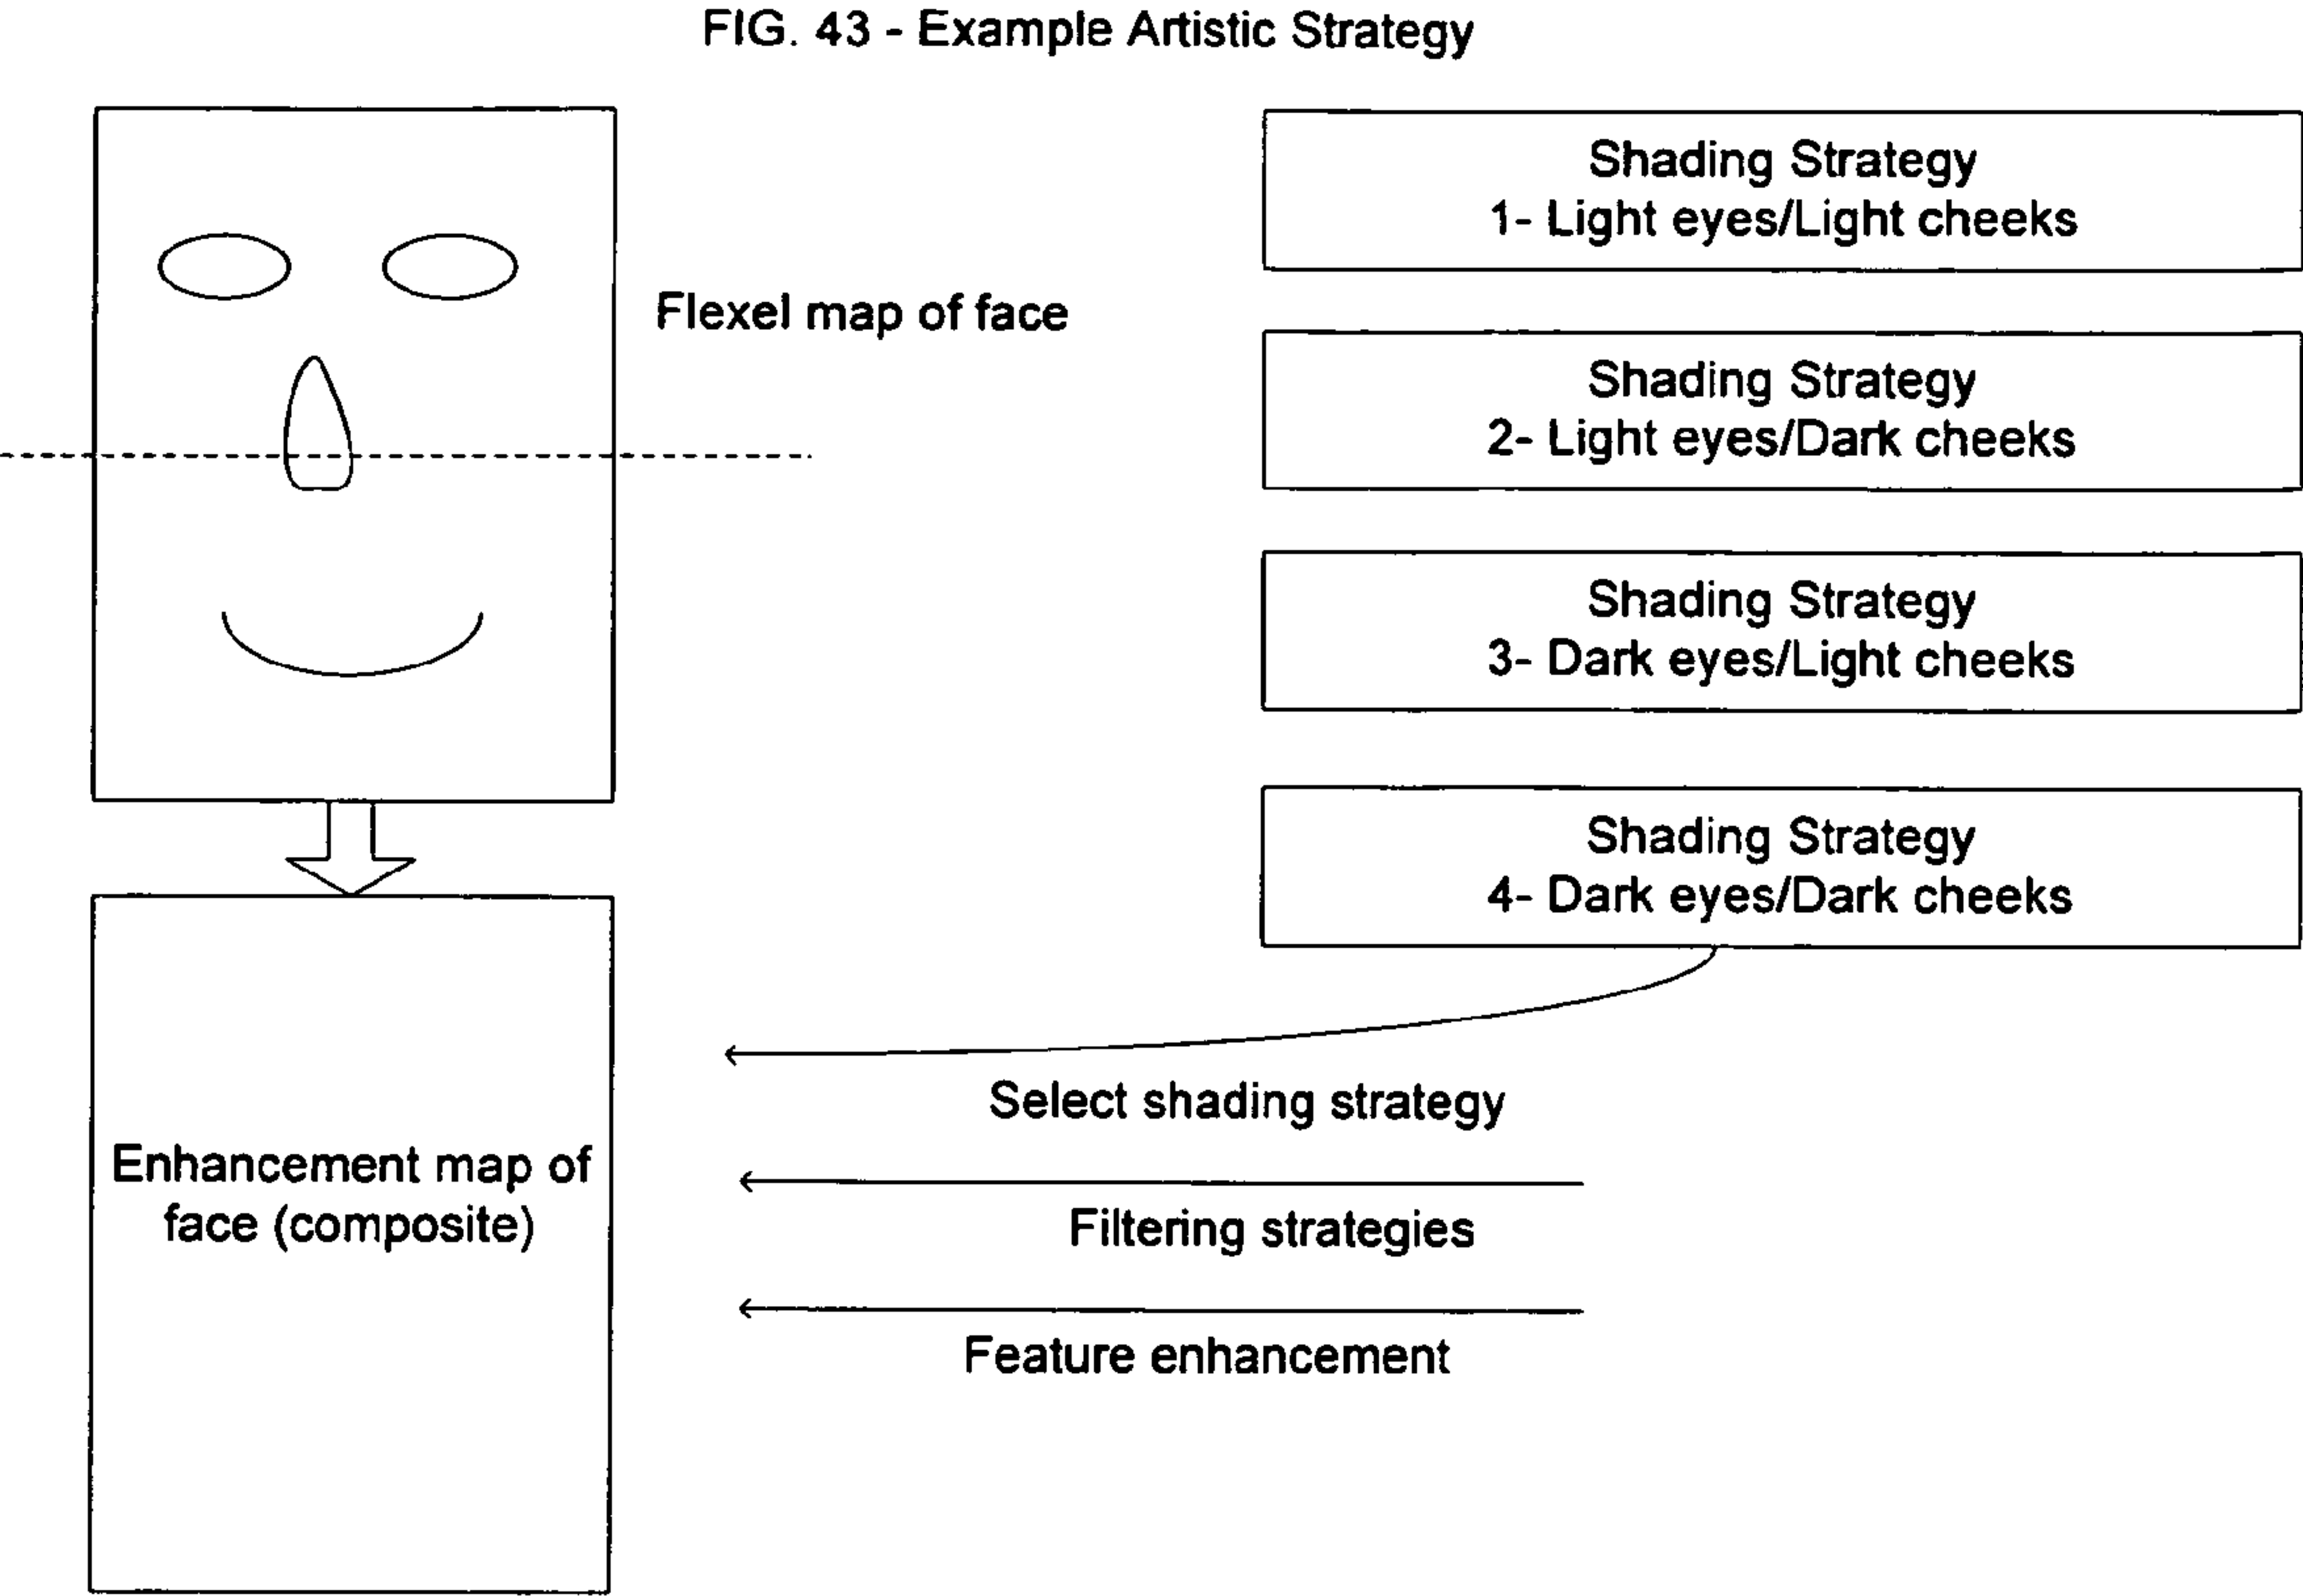 FIG. 43 - Example Artistic Strategy
Flexel map of face
Shading Strategy
1- Light eyes/Light cheeks
Shading Strategy
2- Light eyes/Dark cheeks
Shading Strategy
3- Dark eyes/Light cheeks
Shading Strategy
4- Dark eyes/Dark cheeks
Select shading strategy
Enhancement map of
face (composite)
Filtering strategies
Feature enhancement